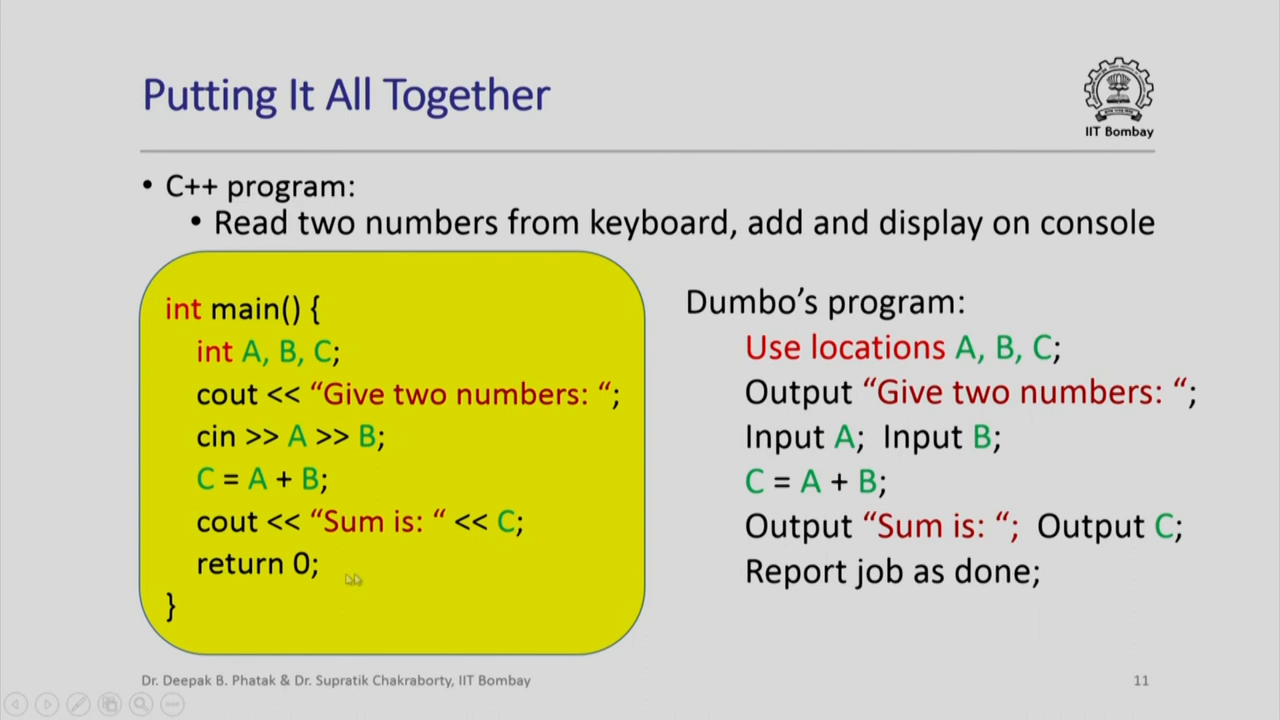 Putting It All Together
IIT Bombay
• C++ program:
• Read two numbers from keyboard, add and display on console
int main() {
int A, B, C;
cout << “Give two numbers: “;
cin >> A >> B;
C = A + B;
cout << “Sum is: “ << C;
return 0;
}
Dumbo’s program:
Use locations A, B, C;
Output “Give two numbers: “;
Input A; Input B;
C = A + B;
Output “Sum is: “; Output C;
Report job as done;
Dr. Deepak B. Phatak & Dr. Supratik Chakraborty, IIT Bombay
11